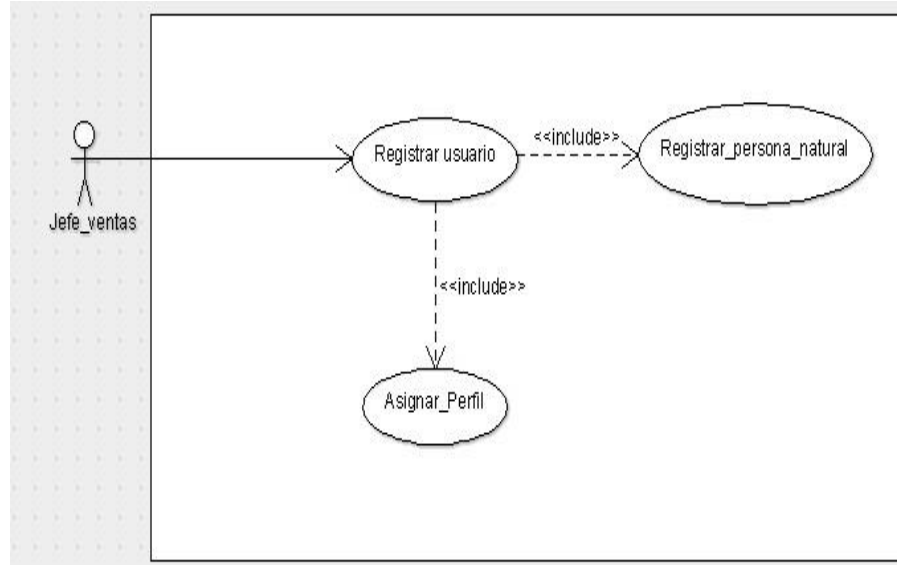 Registrar usuario
<<include>>
Registrar_persona_natural
Jefe_ventas
<<include>>
Asignar_Perfil